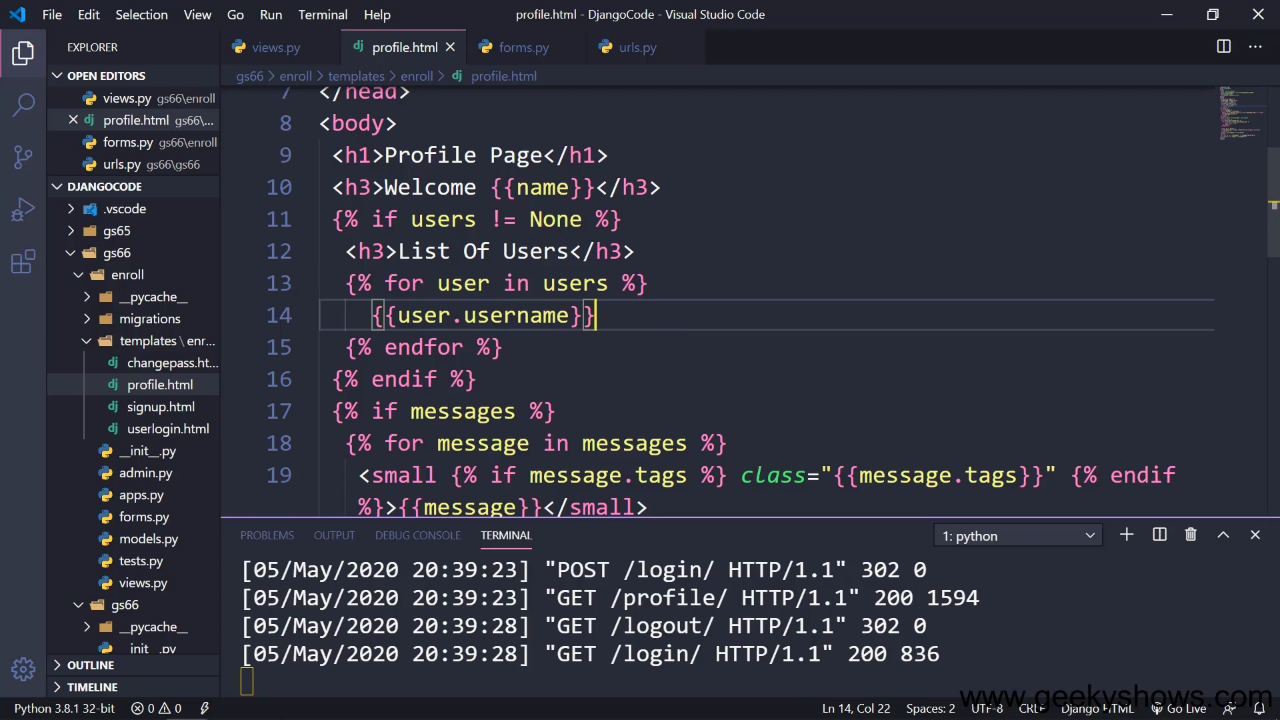 File Edit Selection View Go Run Terminal Help profile.html - DjangoCode - Visual Studio Code
EXPLORER
OPEN EDITORS
views.py gs66\enroll
profile.html gs66\...
forms.py gs66\enroll
urls.py gs66\gs66
DJANGOCODE
.vscode
gs65
gs66
enroll
__pycache__
migrations
templates\enr...
changepass.ht...
profile.html
signup.html
userlogin.html
__init__.py
admin.py
apps.py
forms.py
models.py
tests.py
views.py
gs66
__pycache__
__init__.py
OUTLINE
TIMELINE
views.py profile.html forms.py urls.py
gs66 enroll templates enroll profile.html
7 </head>
8 <body>
9 <h1>Profile Page</h1>
10 <h3>Welcome {{name}}</h3>
11 {% if users != None %}
12 <h3>List Of Users</h3>
13 {% for user in users %}
14 {{user.username}}
15 {% endfor %}
16 {% endif %}
17 {% if messages %}
18 {% for message in messages %}
19 <small {% if message.tags %} class="{{message.tags}}" {% endif
%}>{{message}}</small>
PROBLEMS OUTPUT DEBUG CONSOLE TERMINAL 1: python
[05/May/2020 20:39:23] "POST /login/ HTTP/1.1" 302 0
[05/May/2020 20:39:23] "GET /profile/ HTTP/1.1" 200 1594
[05/May/2020 20:39:28] "GET /logout/ HTTP/1.1" 302 0
[05/May/2020 20:39:28] "GET /login/ HTTP/1.1" 200 836
www.geekyshows.com
Python 3.8.1 32-bit 0 0 Ln 14, Col 22 Spaces: 2 UTF-8 CRLF Django HTML Go Live